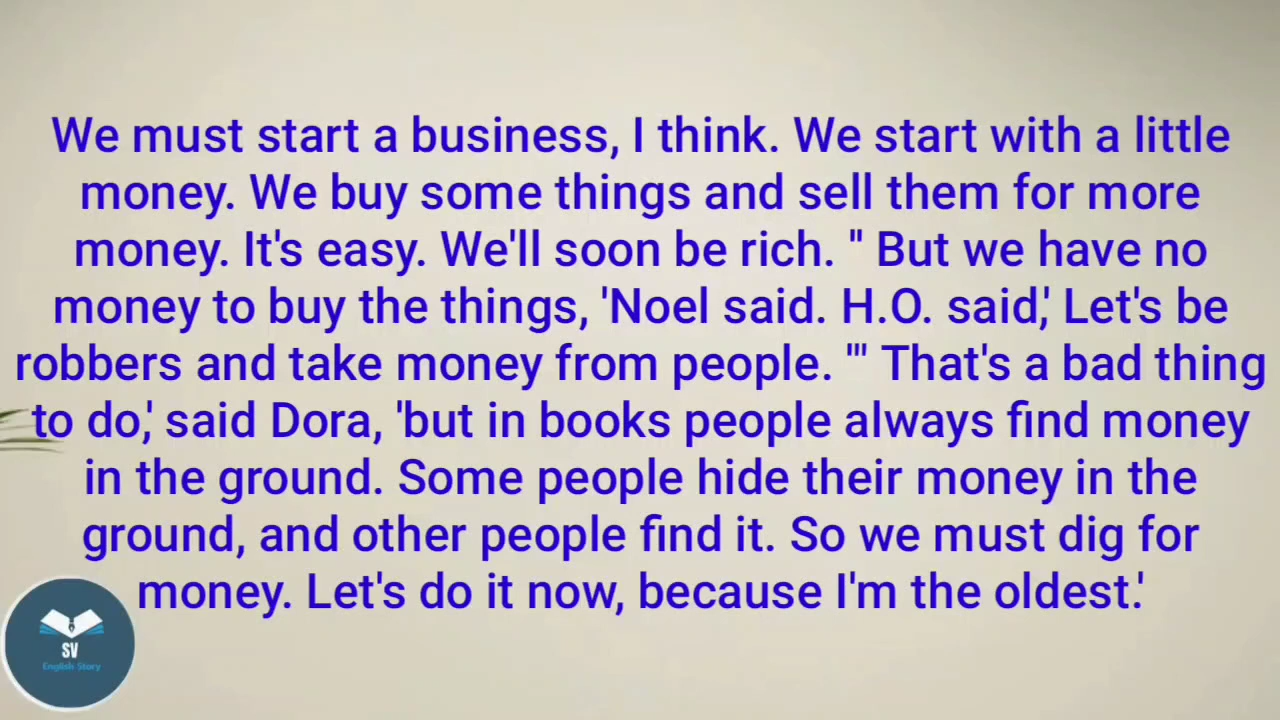 We must start a business, I think. We start with a little
money. We buy some things and sell them for more
money. It's easy. We'll soon be rich. " But we have no
money to buy the things, 'Noel said. H.O. said,' Let's be
robbers and take money from people. "' That's a bad thing
to do,' said Dora, 'but in books people always find money
in the ground. Some people hide their money in the
ground, and other people find it. So we must dig for
money. Let's do it now, because I'm the oldest.'
SV
English Story